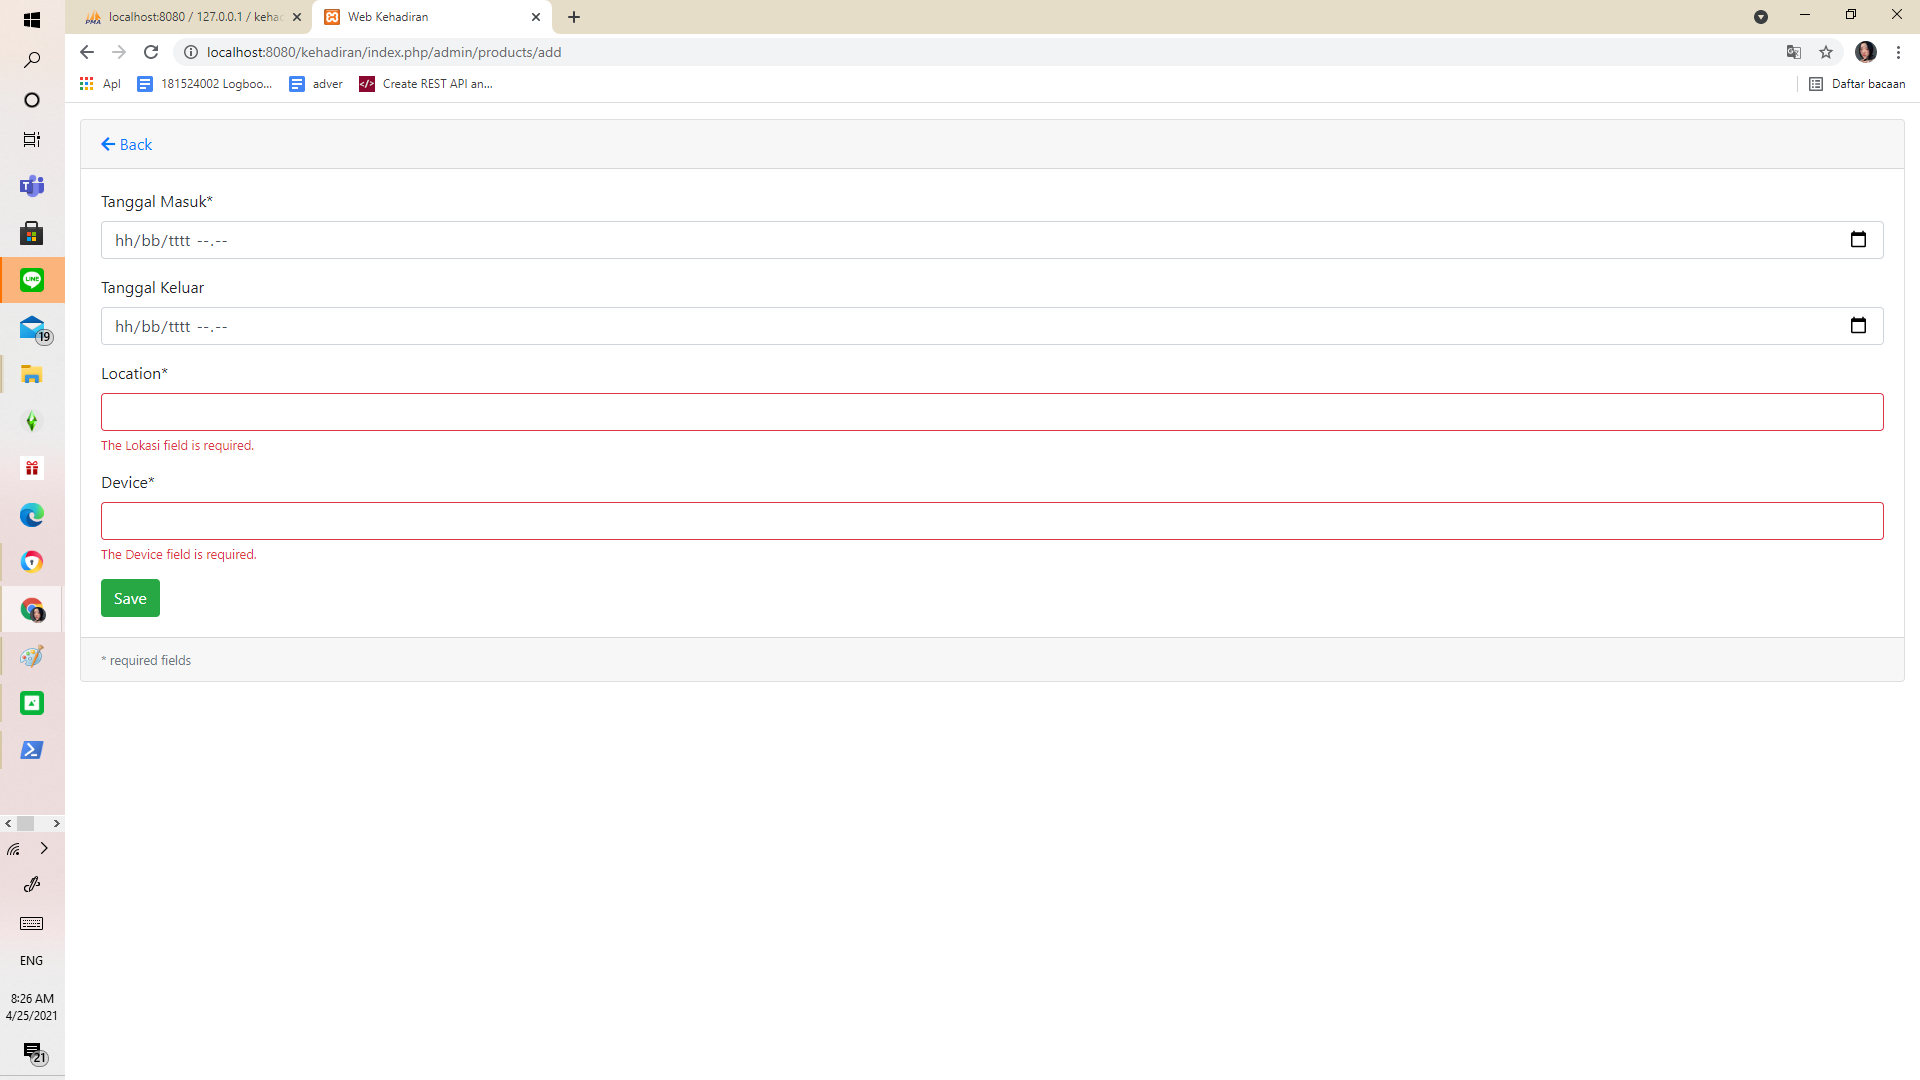 localhost:8080 / 127.0.0.1 / keha
Web Kehadiran
localhost:8080/kehadiran/index.php/admin/products/add
Apl
181524002 Logboo...
adver
Create REST API an...
Daftar bacaan
Back
Tanggal Masuk*
hh/bb/tttt --.--
Tanggal Keluar
hh/bb/tttt --.--
Location*
The Lokasi field is required.
Device*
The Device field is required.
Save
* required fields
LINE
19
ENG
8:26 AM
4/25/2021
21